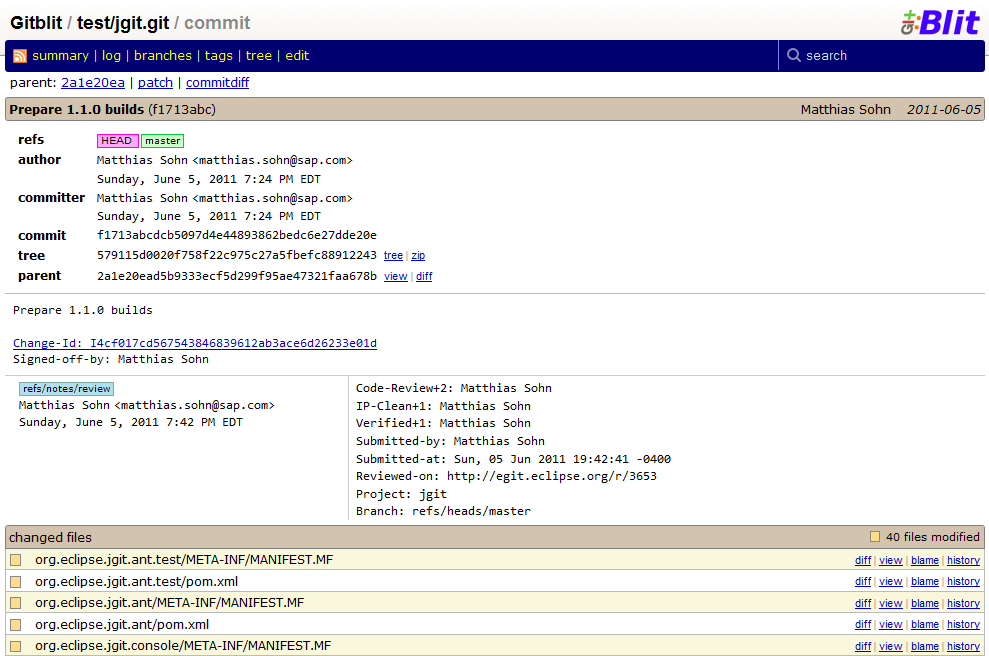 Gitblit / test/jgit.git / commit
git:Blit
summary | log | branches | tags | tree | edit
search
parent: 2a1e20ea | patch | commitdiff
Prepare 1.1.0 builds (f1713abc) Matthias Sohn 2011-06-05
refs HEAD master
author Matthias Sohn <matthias.sohn@sap.com>
Sunday, June 5, 2011 7:24 PM EDT
committer Matthias Sohn <matthias.sohn@sap.com>
Sunday, June 5, 2011 7:24 PM EDT
commit f1713abcdcb5097d4e44893862bedc6e27dde20e
tree 579115d0020f758f22c975c27a5fbefc88912243 tree | zip
parent 2a1e20ead5b9333ecf5d299f95ae47321faa678b view | diff
Prepare 1.1.0 builds
Change-Id: I4cf017cd567543846839612ab3ace6d26233e01d
Signed-off-by: Matthias Sohn
refs/notes/review
Matthias Sohn <matthias.sohn@sap.com>
Sunday, June 5, 2011 7:42 PM EDT
Code-Review+2: Matthias Sohn
IP-Clean+1: Matthias Sohn
Verified+1: Matthias Sohn
Submitted-by: Matthias Sohn
Submitted-at: Sun, 05 Jun 2011 19:42:41 -0400
Reviewed-on: http://egit.eclipse.org/r/3653
Project: jgit
Branch: refs/heads/master
changed files 40 files modified
org.eclipse.jgit.ant.test/META-INF/MANIFEST.MF diff | view | blame | history
org.eclipse.jgit.ant.test/pom.xml diff | view | blame | history
org.eclipse.jgit.ant/META-INF/MANIFEST.MF diff | view | blame | history
org.eclipse.jgit.ant/pom.xml diff | view | blame | history
org.eclipse.jgit.console/META-INF/MANIFEST.MF diff | view | blame | history